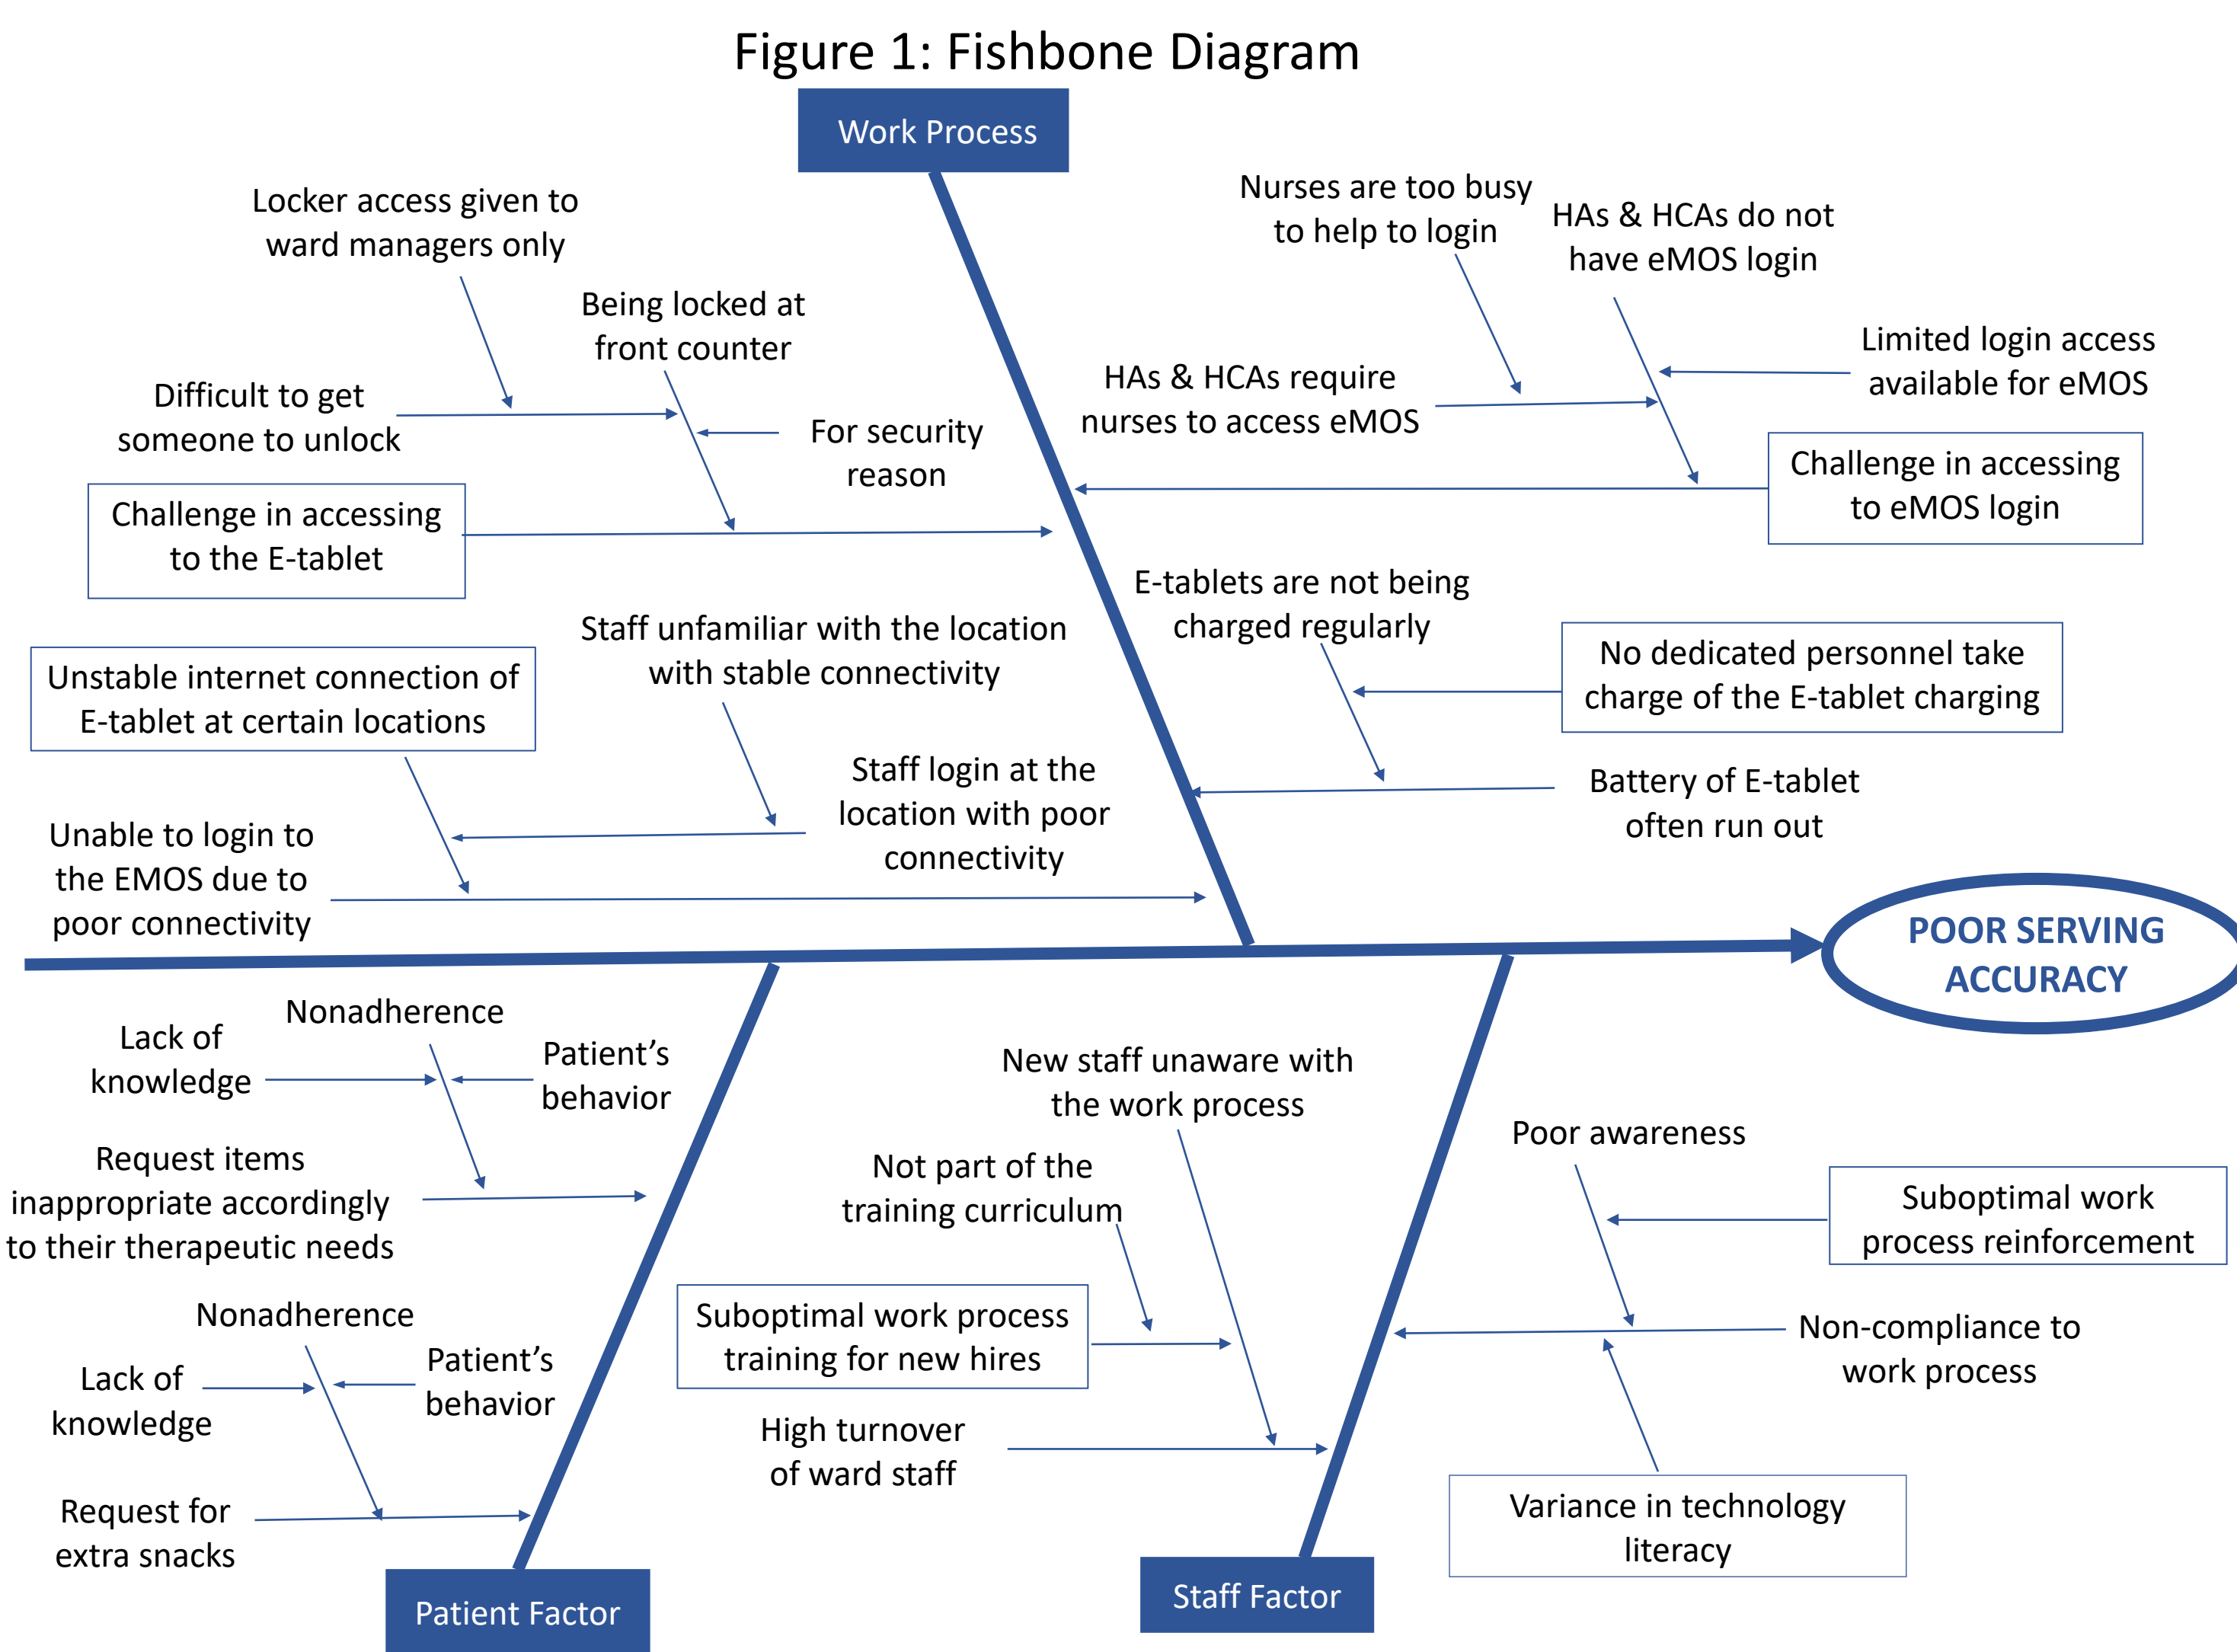 Figure 1: Fishbone Diagram
Work Process
Locker access given to
ward managers only
Being locked at
front counter
Difficult to get
someone to unlock
For security
reason
Challenge in accessing
to the E-tablet
Nurses are too busy
to help to login
HAs & HCAs do not
have eMOS login
Limited login access
available for eMOS
HAs & HCAs require
nurses to access eMOS
Challenge in accessing
to eMOS login
Staff unfamiliar with the location
with stable connectivity
Unstable internet connection of
E-tablet at certain locations
Staff login at the
location with poor
connectivity
Unable to login to
the EMOS due to
poor connectivity
E-tablets are not being
charged regularly
No dedicated personnel take
charge of the E-tablet charging
Battery of E-tablet
often run out
POOR SERVING
ACCURACY
Nonadherence
Lack of
knowledge
Patient’s
behavior
Request items
inappropriate accordingly
to their therapeutic needs
Nonadherence
Lack of
knowledge
Patient’s
behavior
Request for
extra snacks
Patient Factor
New staff unaware with
the work process
Not part of the
training curriculum
Suboptimal work process
training for new hires
High turnover
of ward staff
Poor awareness
Suboptimal work
process reinforcement
Non-compliance to
work process
Variance in technology
literacy
Staff Factor